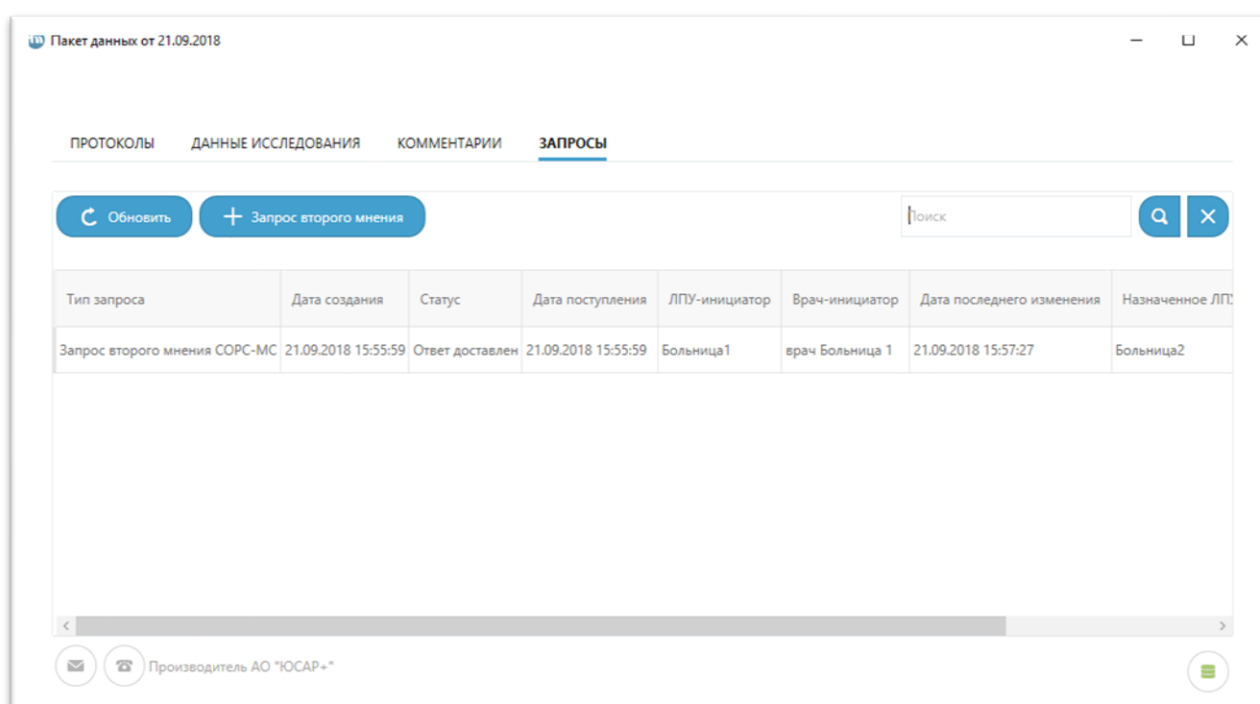 Пакет данных от 21.09.2018
ПРОТОКОЛЫ ДАННЫЕ ИССЛЕДОВАНИЯ КОММЕНТАРИИ ЗАПРОСЫ
Обновить Запрос второго мнения Поиск
Тип запроса Дата создания Статус Дата поступления ЛПУ-инициатор Врач-инициатор Дата последнего изменения Назначенное ЛПУ
Запрос второго мнения СОРС-МС 21.09.2018 15:55:59 Ответ доставлен 21.09.2018 15:55:59 Больница1 врач Больница 1 21.09.2018 15:57:27 Больница2
Производитель АО "ЮСАР+"